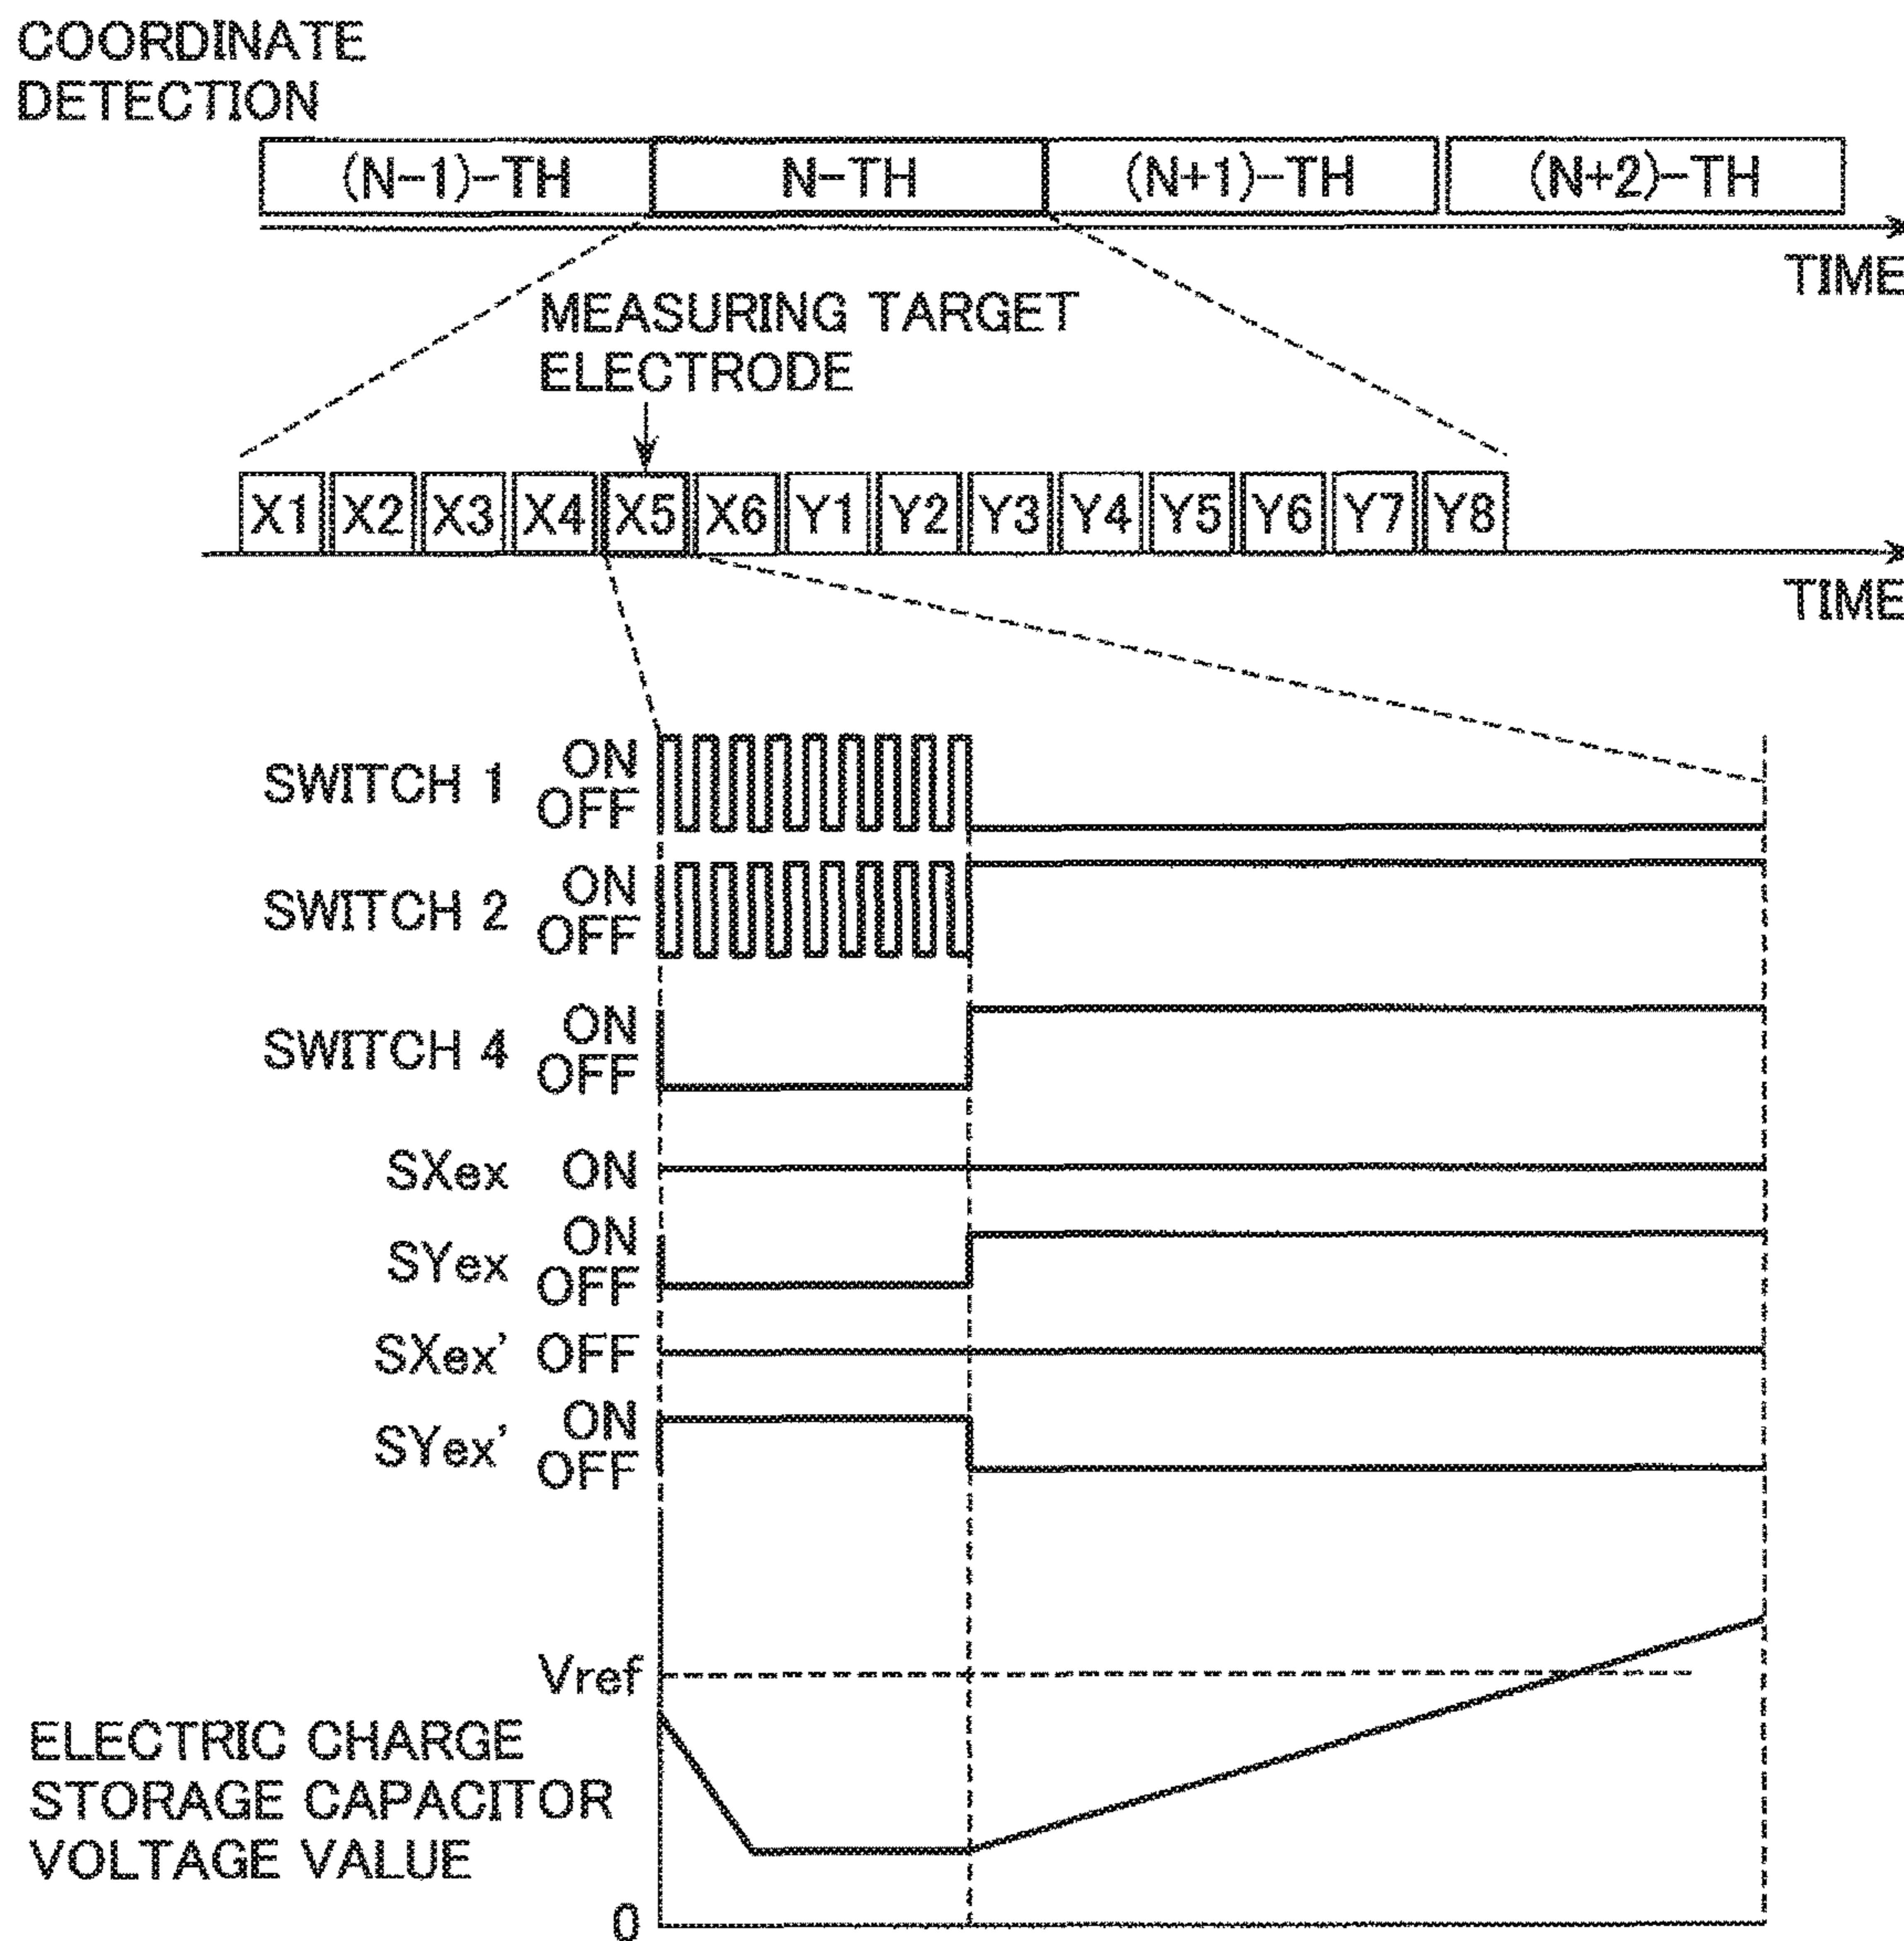 COORDINATE
DETECTION
(N-1)-TH N-TH (N+1)-TH (N+2)-TH
TIME
MEASURING TARGET
ELECTRODE
X1 X2 X3 X4 X5 X6 Y1 Y2 Y3 Y4 Y5 Y6 Y7 Y8
TIME
SWITCH 1 ON
OFF
SWITCH 2 ON
OFF
SWITCH 4 ON
OFF
SXex ON
SYex ON
OFF
SXex' OFF
SYex' ON
OFF
Vref
ELECTRIC CHARGE
STORAGE CAPACITOR
VOLTAGE VALUE
0